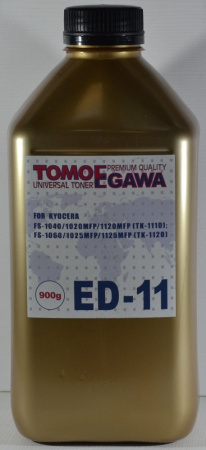 TOMOEGAWA
PREMIUM QUALITY
UNIVERSAL TONER
FOR KYOCERA
FS-1040/1020MFP/1120MFP (TK-1110);
FS-1060/1025MFP/1125MFP (TK-1120)
900g
ED-11